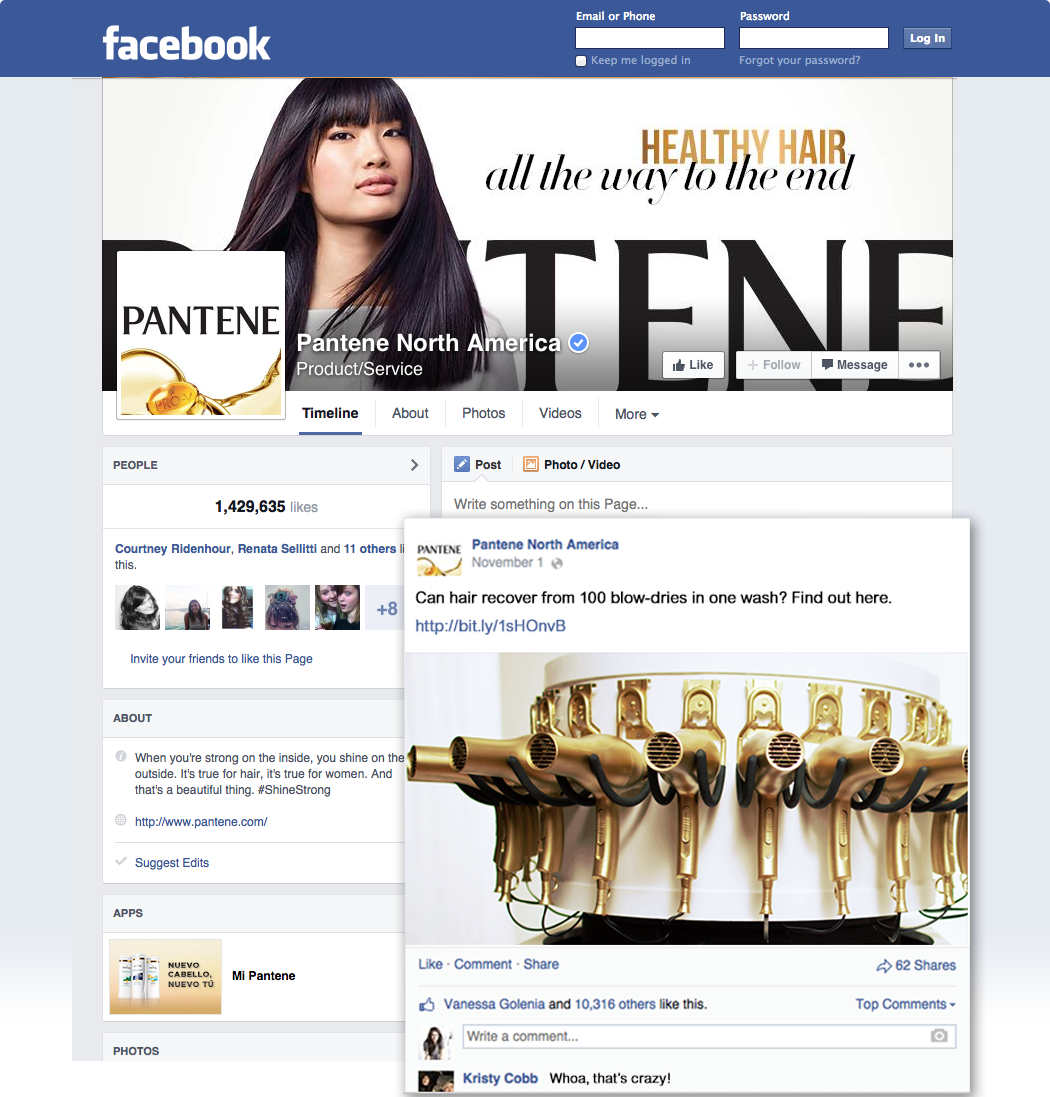 facebook
Email or Phone
Password
Log In
Keep me logged in
Forgot your password?
HEALTHY HAIR
all the way to the end
PANTENE
PANTENE
PRO-V
Pantene North America
Product/Service
Like
+ Follow
Message
Timeline
About
Photos
Videos
More
PEOPLE
1,429,635 likes
Courtney Ridenhour, Renata Sellitti and 11 others li
this.
+8
Invite your friends to like this Page
ABOUT
When you're strong on the inside, you shine on the
outside. It's true for hair, it's true for women. And
that's a beautiful thing. #ShineStrong
http://www.pantene.com/
Suggest Edits
APPS
NUEVO
CABELLO,
NUEVO TÚ
Mi Pantene
PHOTOS
Post
Photo / Video
Write something on this Page...
PANTENE
Pantene North America
November 1
Can hair recover from 100 blow-dries in one wash? Find out here.
http://bit.ly/1sHOnvB
Like · Comment · Share
62 Shares
Vanessa Golenia and 10,316 others like this.
Top Comments
Write a comment...
Kristy Cobb Whoa, that's crazy!